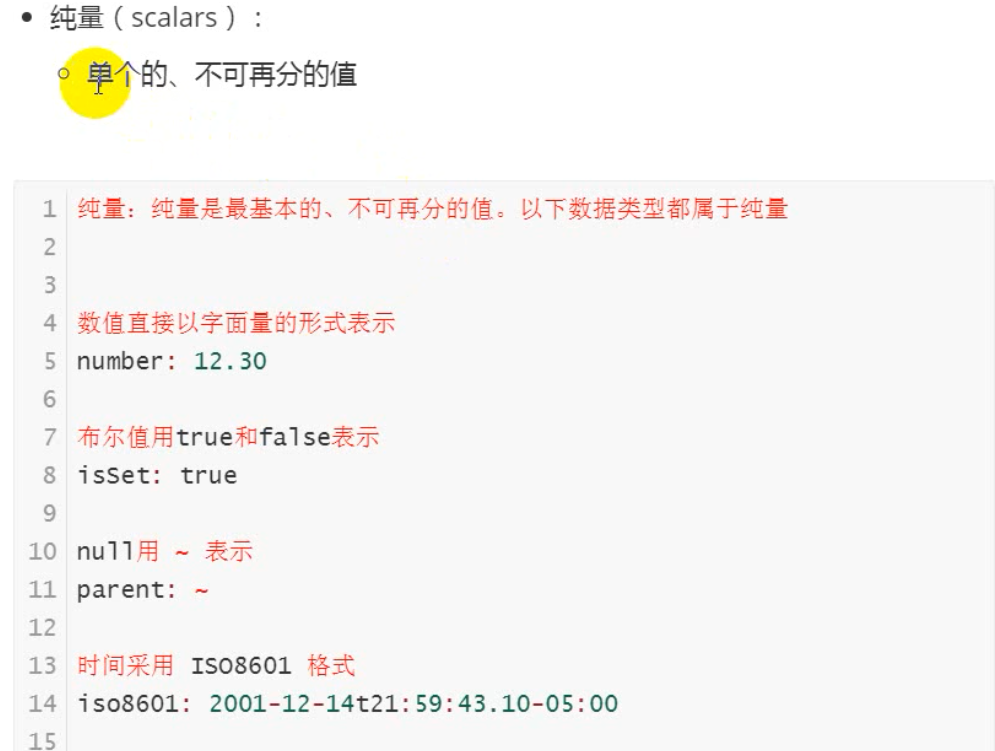 纯量（scalars）：
单个的、不可再分的值
1 纯量：纯量是最基本的、不可再分的值。以下数据类型都属于纯量
2
3
4 数值直接以字面量的形式表示
5 number: 12.30
6
7 布尔值用true和false表示
8 isSet: true
9
10 null用 ~ 表示
11 parent: ~
12
13 时间采用 ISO8601 格式
14 iso8601: 2001-12-14t21:59:43.10-05:00
15